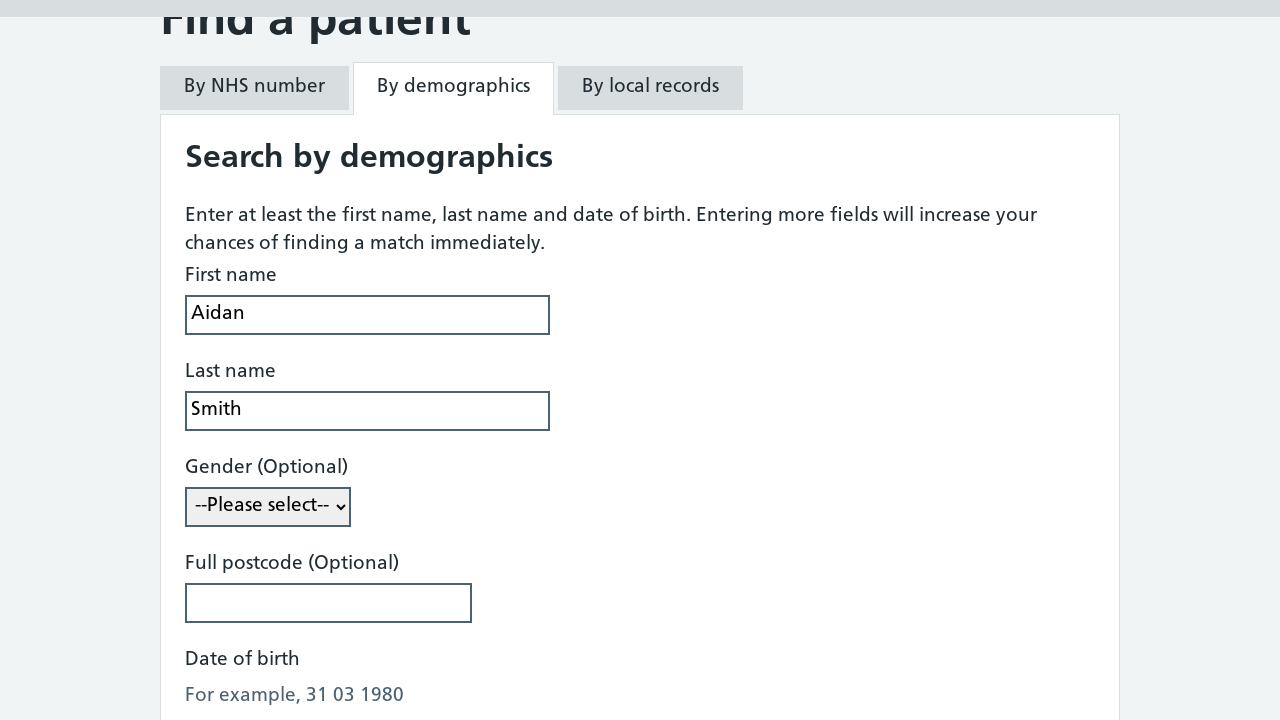 Find a patient
By NHS number
By demographics
By local records
Search by demographics
Enter at least the first name, last name and date of birth. Entering more fields will increase your
chances of finding a match immediately.
First name
Aidan
Last name
Smith
Gender (Optional)
--Please select--
Full postcode (Optional)
Date of birth
For example, 31 03 1980